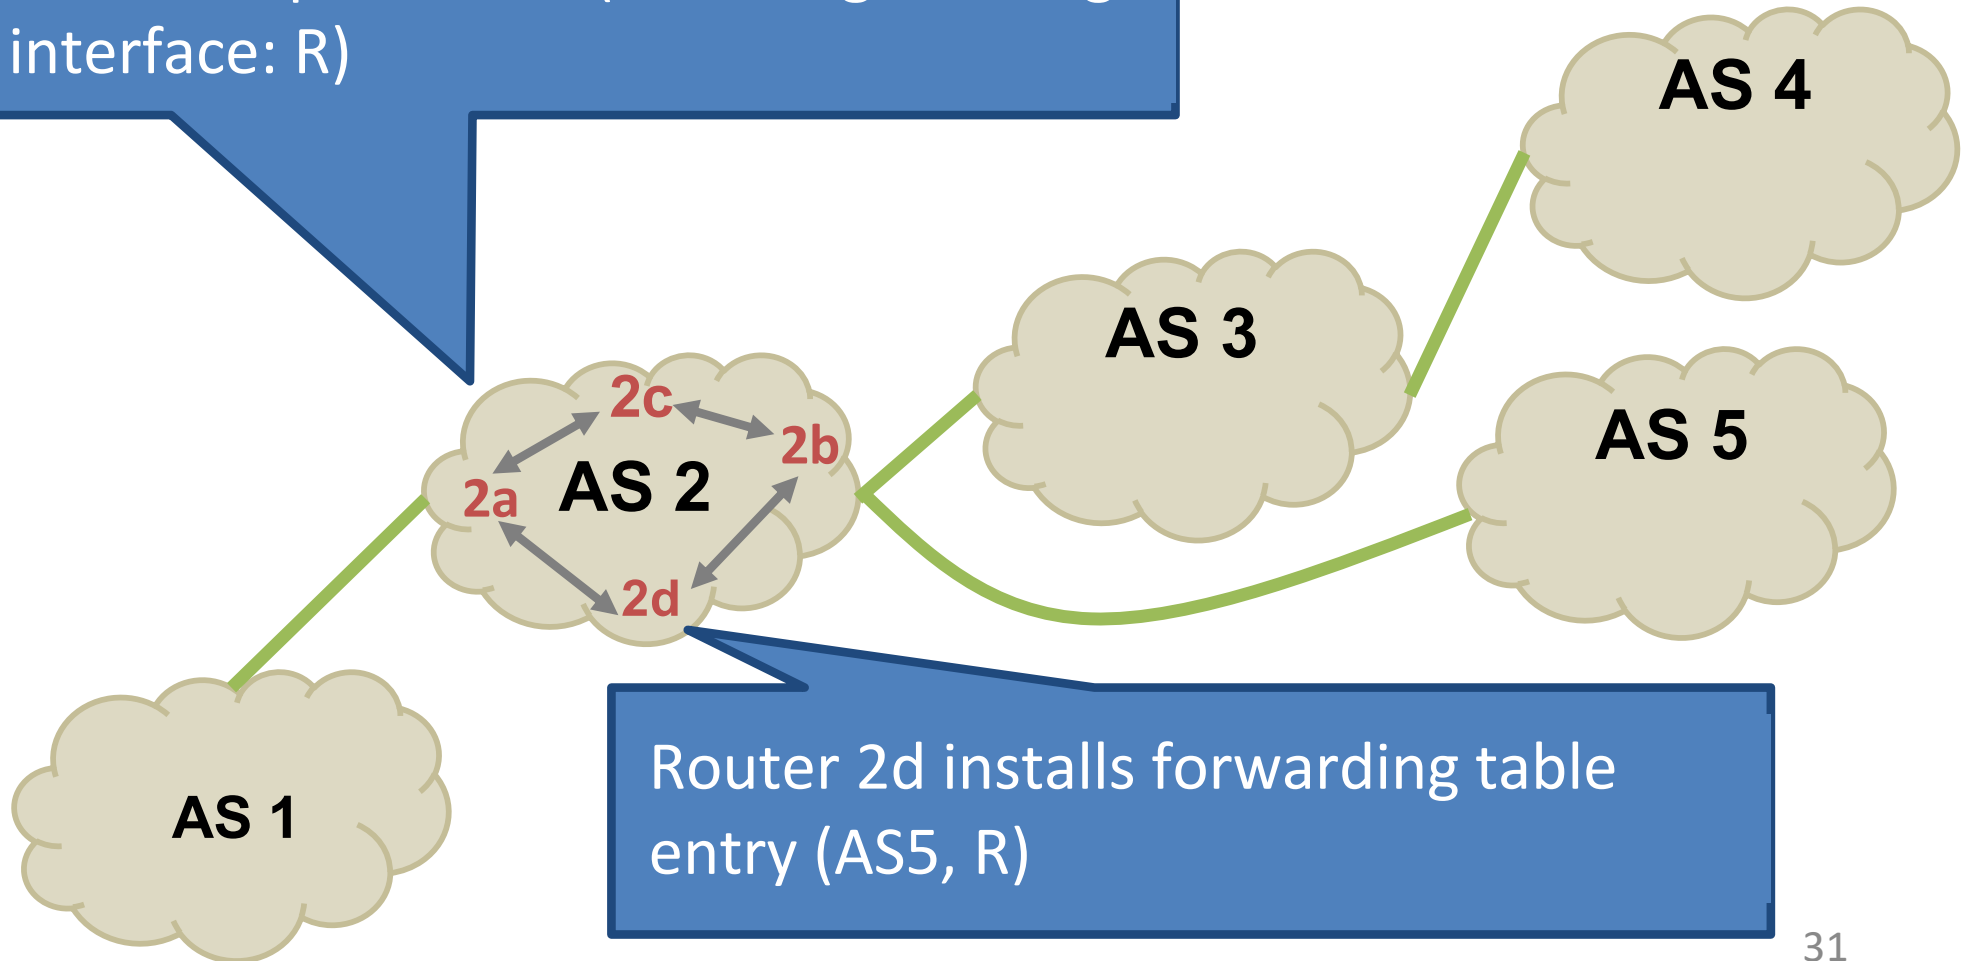 interface: R)
AS 4
AS 3
2c
AS 5
2b
AS 2
2a
2d
Router 2d installs forwarding table
entry (AS5, R)
AS 1
31